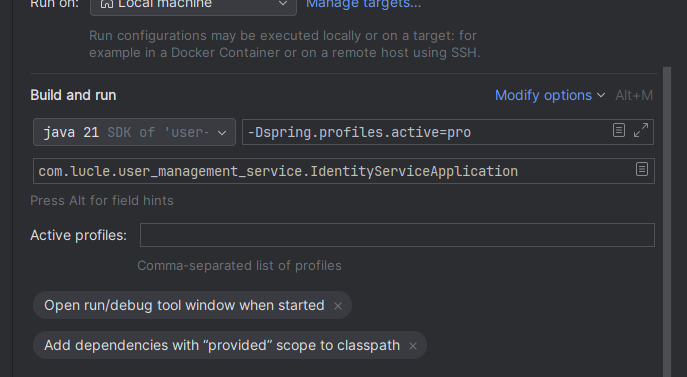 Run on: Local machine Manage targets...
Run configurations may be executed locally or on a target: for
example in a Docker Container or on a remote host using SSH.
Build and run Modify options Alt+M
java 21 SDK of 'user- -Dspring.profiles.active=pro
com.lucle.user_management_service.IdentityServiceApplication
Press Alt for field hints
Active profiles:
Comma-separated list of profiles
Open run/debug tool window when started ×
Add dependencies with “provided” scope to classpath ×